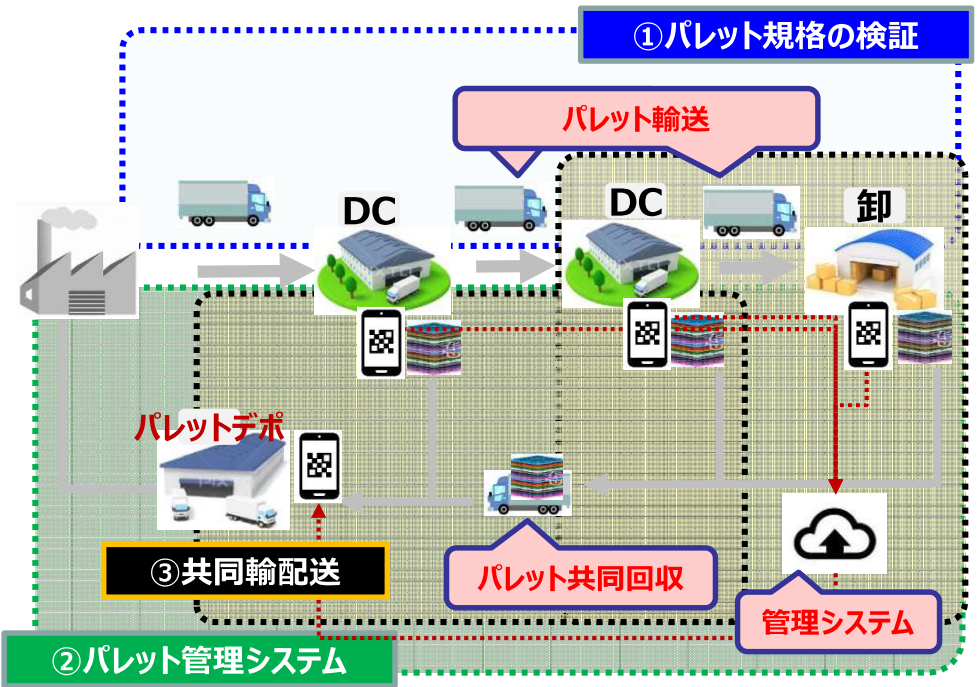 ①パレット規格の検証
パレット輸送
DC
DC
卸
パレットデポ
③共同輸配送
パレット共同回収
管理システム
②パレット管理システム